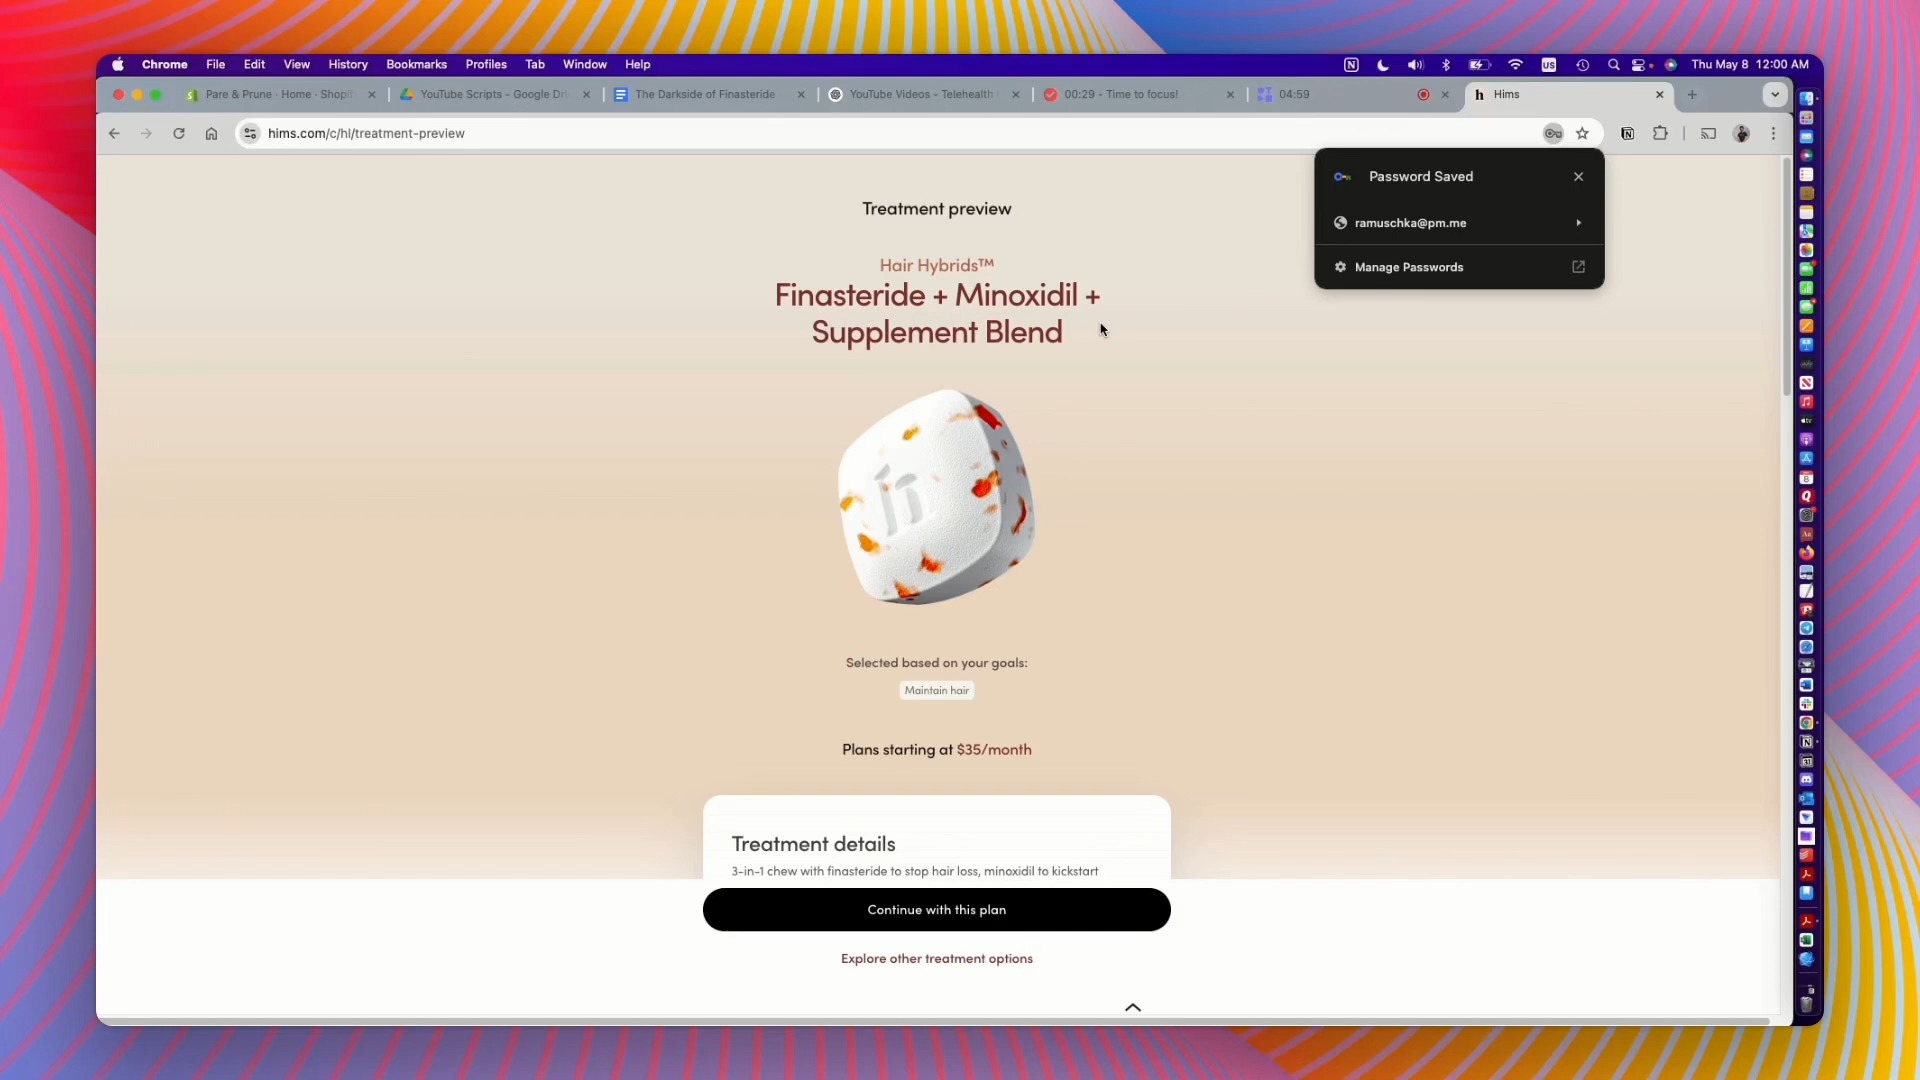 Chrome File Edit View History Bookmarks Profiles Tab Window Help
US
Thu May 8 12:00 AM
Pare & Prune · Home · Shopif
YouTube Scripts - Google Dri
The Darkside of Finasteride
YouTube Videos - Telehealth
00:29 - Time to focus!
04:59
h Hims
hims.com/c/hl/treatment-preview
Password Saved
ramuschka@pm.me
Manage Passwords
Treatment preview
Hair Hybrids™
Finasteride + Minoxidil +
Supplement Blend
Selected based on your goals:
Maintain hair
Plans starting at $35/month
Treatment details
3-in-1 chew with finasteride to stop hair loss, minoxidil to kickstart
Continue with this plan
Explore other treatment options